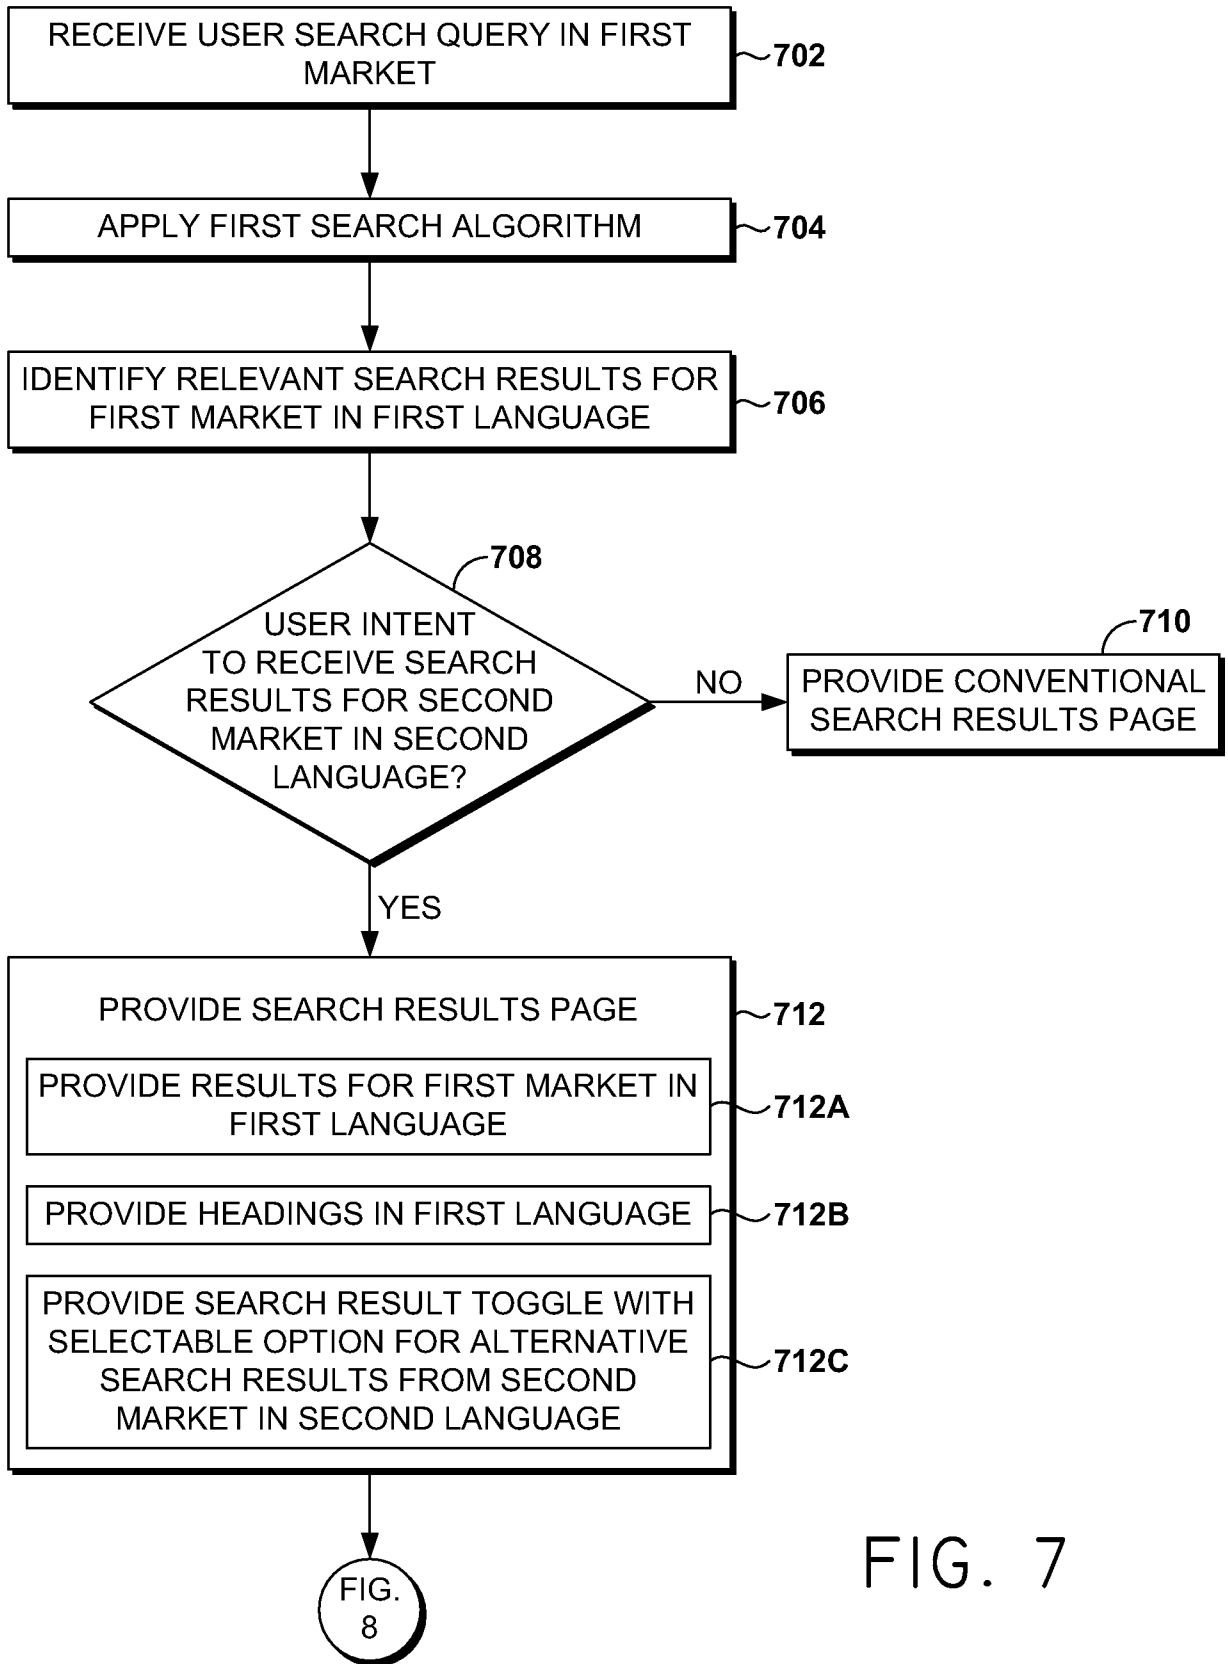 RECEIVE USER SEARCH QUERY IN FIRST
MARKET
702
APPLY FIRST SEARCH ALGORITHM
704
IDENTIFY RELEVANT SEARCH RESULTS FOR
FIRST MARKET IN FIRST LANGUAGE
706
708
USER INTENT
TO RECEIVE SEARCH
RESULTS FOR SECOND
MARKET IN SECOND
LANGUAGE?
NO
710
PROVIDE CONVENTIONAL
SEARCH RESULTS PAGE
YES
PROVIDE SEARCH RESULTS PAGE
712
PROVIDE RESULTS FOR FIRST MARKET IN
FIRST LANGUAGE
712A
PROVIDE HEADINGS IN FIRST LANGUAGE
712B
PROVIDE SEARCH RESULT TOGGLE WITH
SELECTABLE OPTION FOR ALTERNATIVE
SEARCH RESULTS FROM SECOND
MARKET IN SECOND LANGUAGE
712C
FIG.
8
FIG. 7